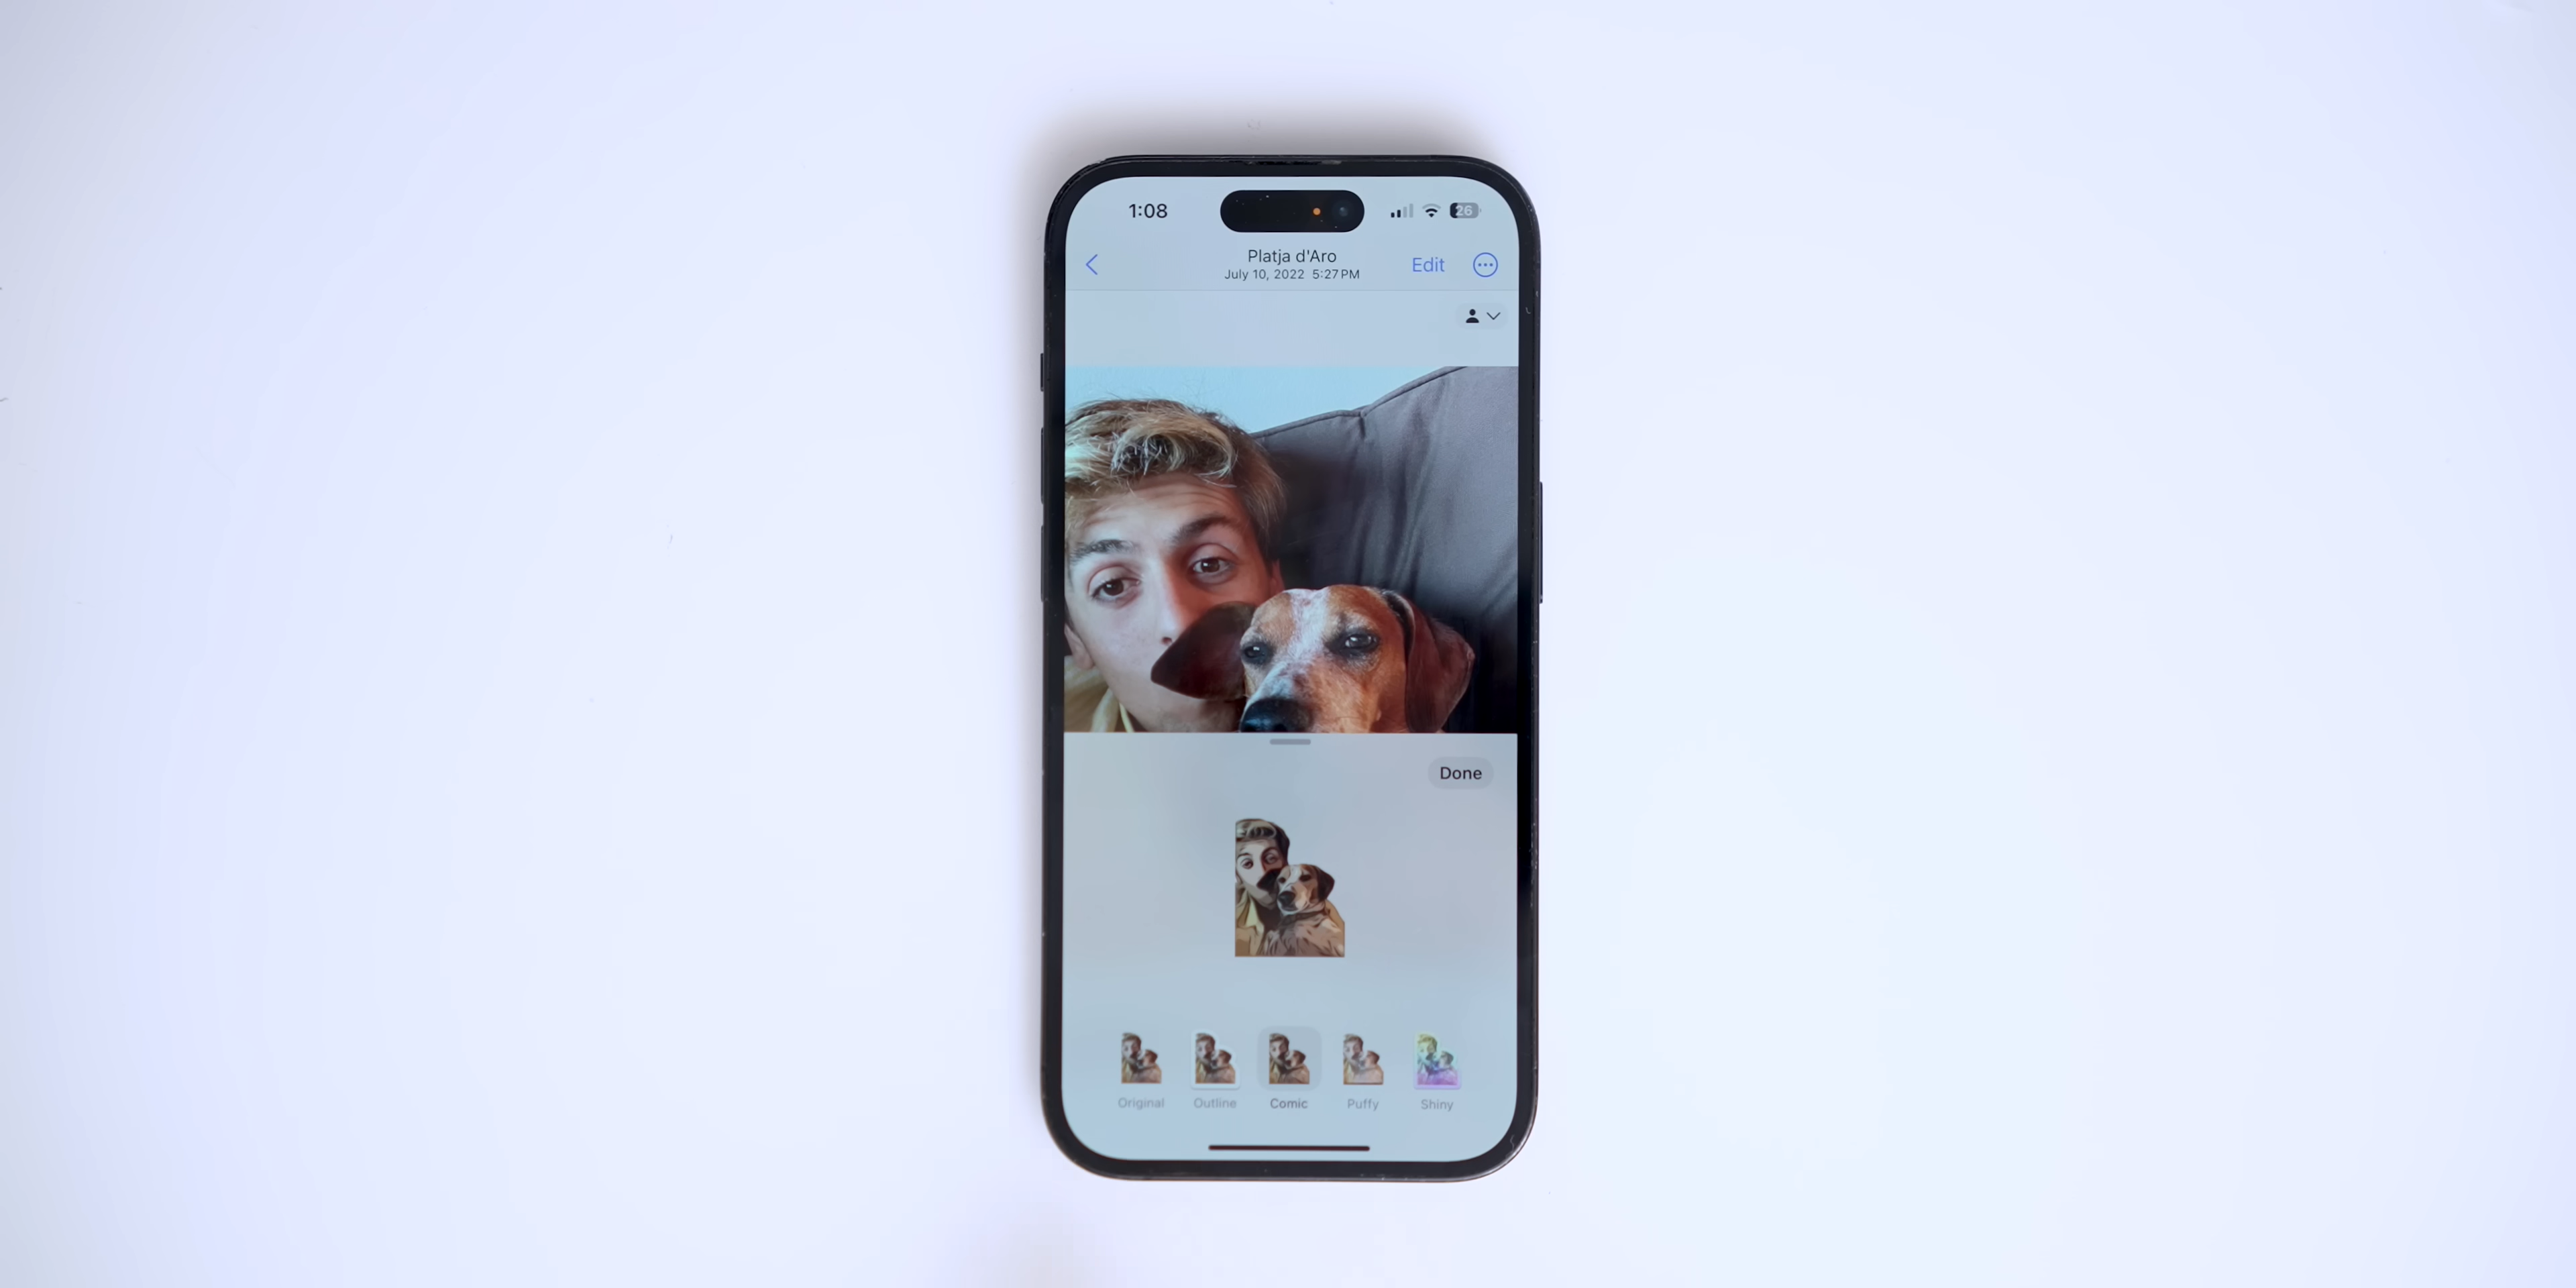 1:08
26
Platja d'Aro
July 10, 2022 5:27 PM
Edit
Done
Original
Outline
Comic
Puffy
Shiny